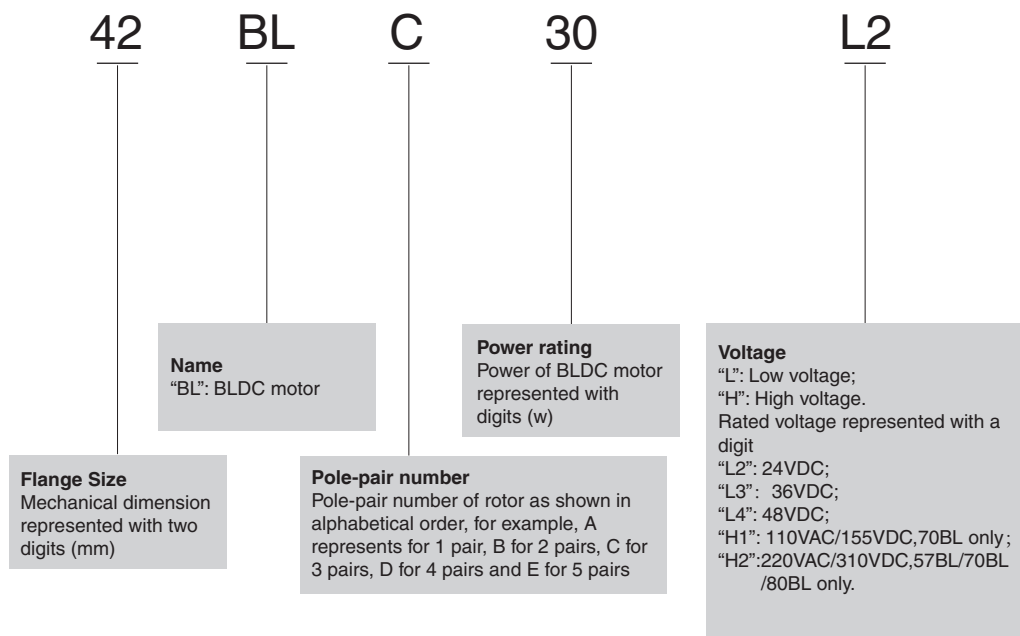 42 BL C 30 L2
Name
“BL”: BLDC motor
Power rating
Power of BLDC motor
represented with
digits (w)
Voltage
“L”: Low voltage;
“H”: High voltage.
Rated voltage represented with a
digit
“L2”: 24VDC;
“L3”: 36VDC;
“L4”: 48VDC;
“H1”: 110VAC/155VDC,70BL only;
“H2”:220VAC/310VDC,57BL/70BL
/80BL only.
Flange Size
Mechanical dimension
represented with two
digits (mm)
Pole-pair number
Pole-pair number of rotor as shown in
alphabetical order, for example, A
represents for 1 pair, B for 2 pairs, C for
3 pairs, D for 4 pairs and E for 5 pairs